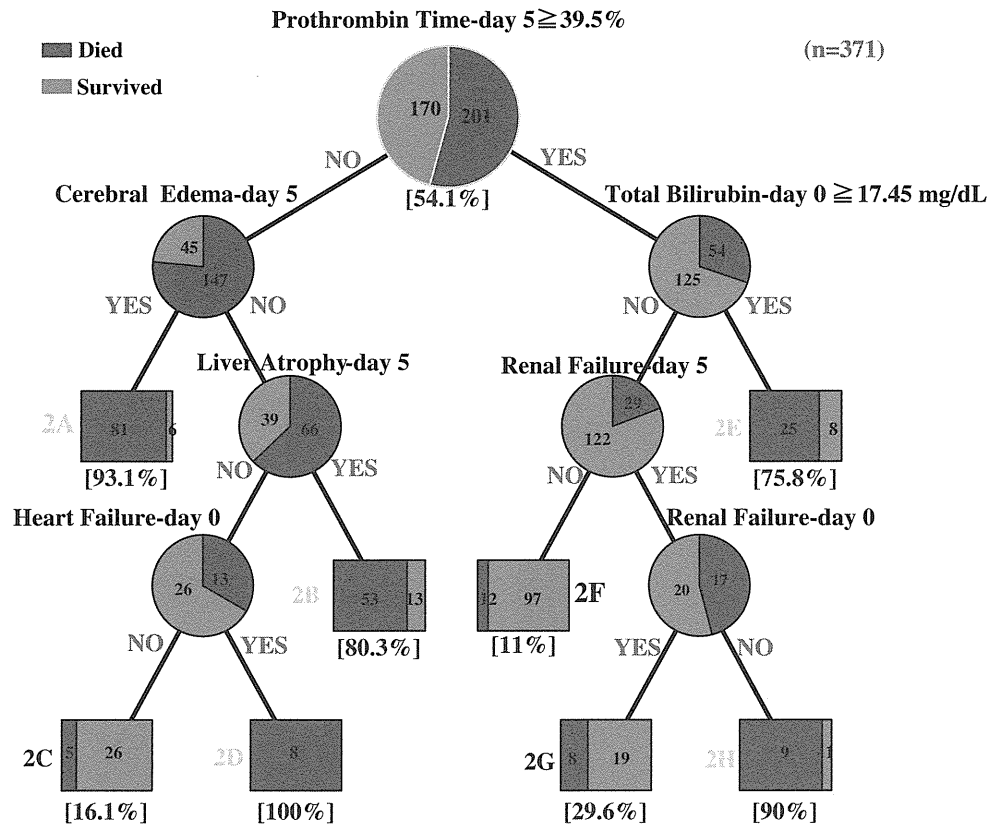 Prothrombin Time-day 5≧39.5%
Died
Survived
(n=371)
170 201
[54.1%]
NO YES
Cerebral Edema-day 5
Total Bilirubin-day 0 ≧ 17.45 mg/dL
45 147
54 125
YES NO
NO YES
Liver Atrophy-day 5
Renal Failure-day 5
2A 81 6
[93.1%]
39 66
29 122
2E 25 8
[75.8%]
NO YES
NO YES
Heart Failure-day 0
Renal Failure-day 0
26 13
2B 53 13
[80.3%]
12 97 2F
[11%]
20 17
NO YES
YES NO
2C 5 26
[16.1%]
2D 8
[100%]
2G 8 19
[29.6%]
2H 9 1
[90%]